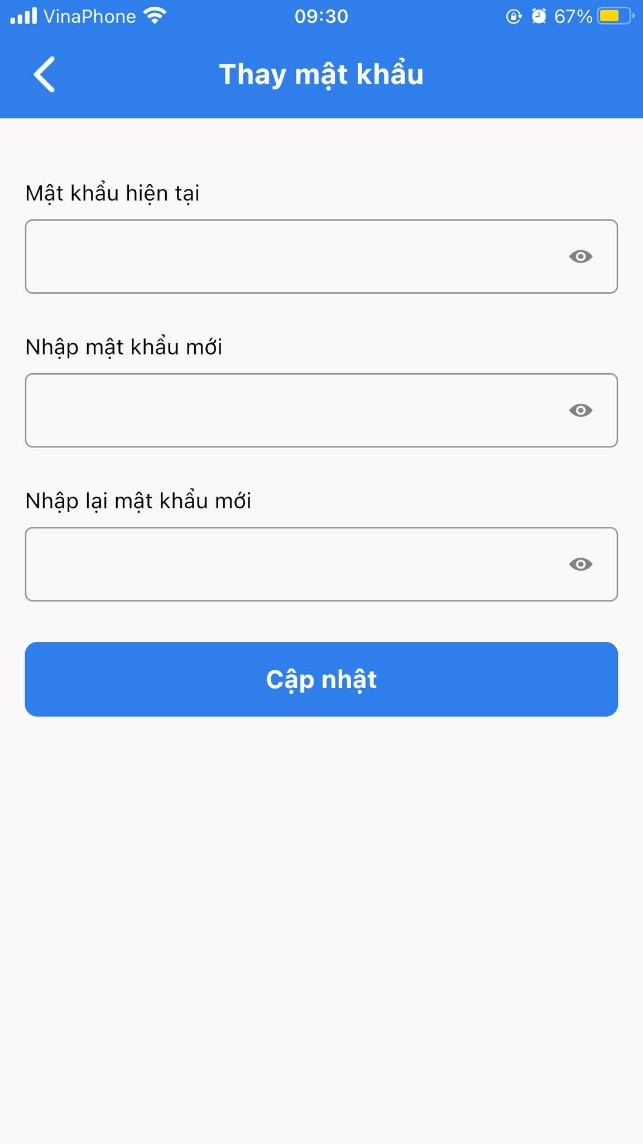 VinaPhone 09:30 67%
Thay mật khẩu
Mật khẩu hiện tại
Nhập mật khẩu mới
Nhập lại mật khẩu mới
Cập nhật